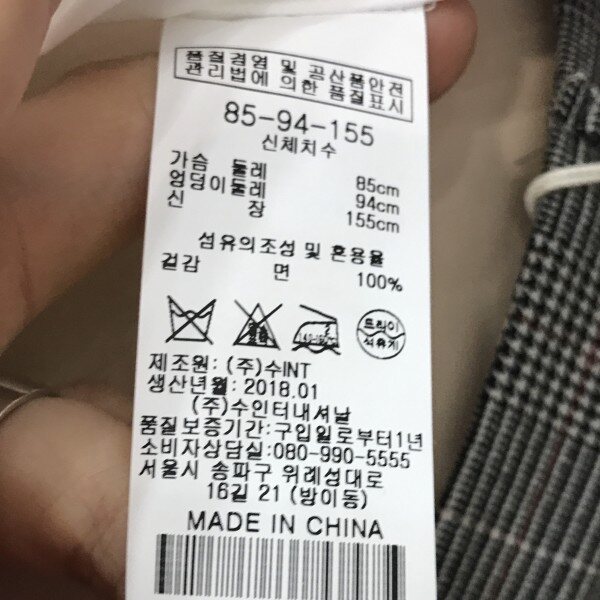 품질경영 및 공산품안전
관리법에 의한 품질표시
85-94-155
신체치수
가슴 둘레 85cm
엉덩이둘레 94cm
신 장 155cm
섬유의조성 및 혼용율
겉감 면 100%
드라이
석유계
제조원: (주)수INT
생산년월: 2018.01
(주)수인터내셔날
품질보증기간:구입일로부터1년
소비자상담실:080-990-5555
서울시 송파구 위례성대로
16길 21 (방이동)
MADE IN CHINA